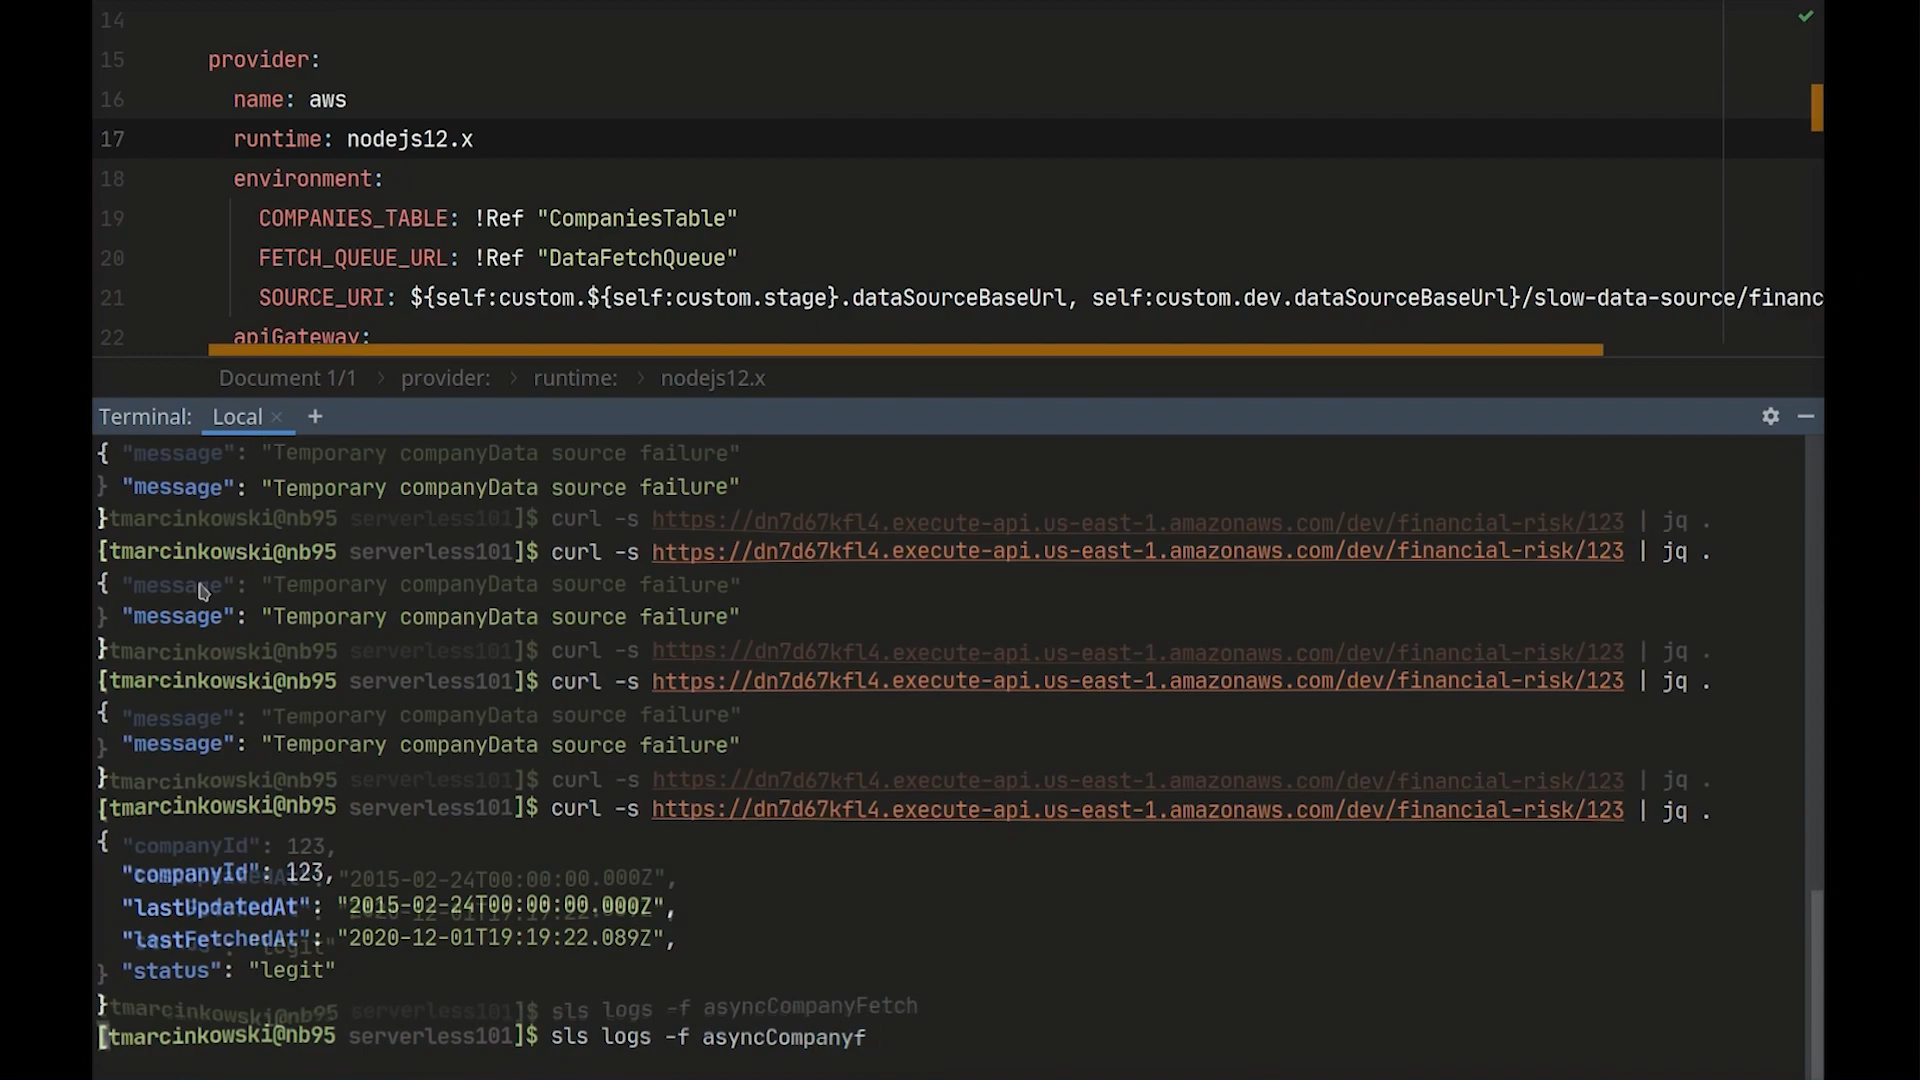 14
15 provider:
16 name: aws
17 runtime: nodejs12.x
18 environment:
19 COMPANIES_TABLE: !Ref "CompaniesTable"
20 FETCH_QUEUE_URL: !Ref "DataFetchQueue"
21 SOURCE_URI: ${self:custom.${self:custom.stage}.dataSourceBaseUrl, self:custom.dev.dataSourceBaseUrl}/slow-data-source/financ
22 apiGateway:
Document 1/1 > provider: > runtime: > nodejs12.x
Terminal: Local × +
{ "message": "Temporary companyData source failure"
} "message": "Temporary companyData source failure"
}tmarcinkowski@nb95 serverless101]$ curl -s https://dn7d67kfl4.execute-api.us-east-1.amazonaws.com/dev/financial-risk/123 | jq .
[tmarcinkowski@nb95 serverless101]$ curl -s https://dn7d67kfl4.execute-api.us-east-1.amazonaws.com/dev/financial-risk/123 | jq .
{ "message": "Temporary companyData source failure"
} "message": "Temporary companyData source failure"
}tmarcinkowski@nb95 serverless101]$ curl -s https://dn7d67kfl4.execute-api.us-east-1.amazonaws.com/dev/financial-risk/123 | jq .
[tmarcinkowski@nb95 serverless101]$ curl -s https://dn7d67kfl4.execute-api.us-east-1.amazonaws.com/dev/financial-risk/123 | jq .
{ "message": "Temporary companyData source failure"
} "message": "Temporary companyData source failure"
}tmarcinkowski@nb95 serverless101]$ curl -s https://dn7d67kfl4.execute-api.us-east-1.amazonaws.com/dev/financial-risk/123 | jq .
[tmarcinkowski@nb95 serverless101]$ curl -s https://dn7d67kfl4.execute-api.us-east-1.amazonaws.com/dev/financial-risk/123 | jq .
{ "companyId": 123,
"companyId": 123,
"2015-02-24T00:00:00.000Z",
"lastUpdatedAt": "2015-02-24T00:00:00.000Z",
"lastFetchedAt": "2020-12-01T19:19:22.089Z",
} "status": "legit"
}tmarcinkowski@nb95 serverless101]$ sls logs -f asyncCompanyFetch
[tmarcinkowski@nb95 serverless101]$ sls logs -f asyncCompanyf